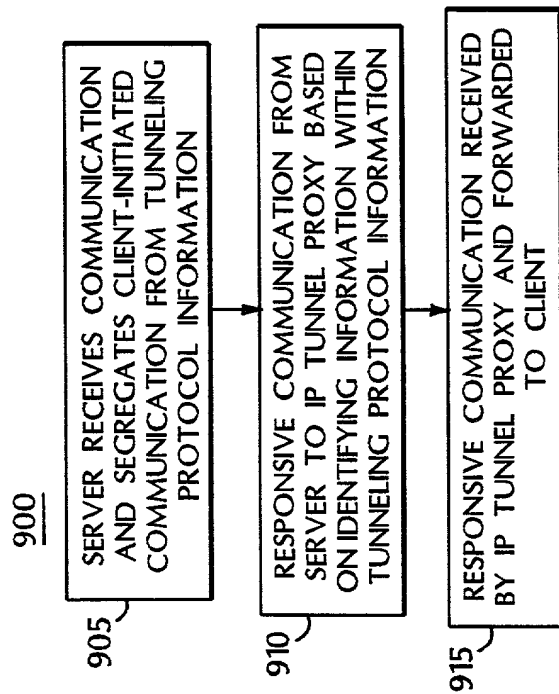 900
905
SERVER RECEIVES COMMUNICATION
AND SEGREGATES CLIENT-INITIATED
COMMUNICATION FROM TUNNELING
PROTOCOL INFORMATION
910
RESPONSIVE COMMUNICATION FROM
SERVER TO IP TUNNEL PROXY BASED
ON IDENTIFYING INFORMATION WITHIN
TUNNELING PROTOCOL INFORMATION
915
RESPONSIVE COMMUNICATION RECEIVED
BY IP TUNNEL PROXY AND FORWARDED
TO CLIENT